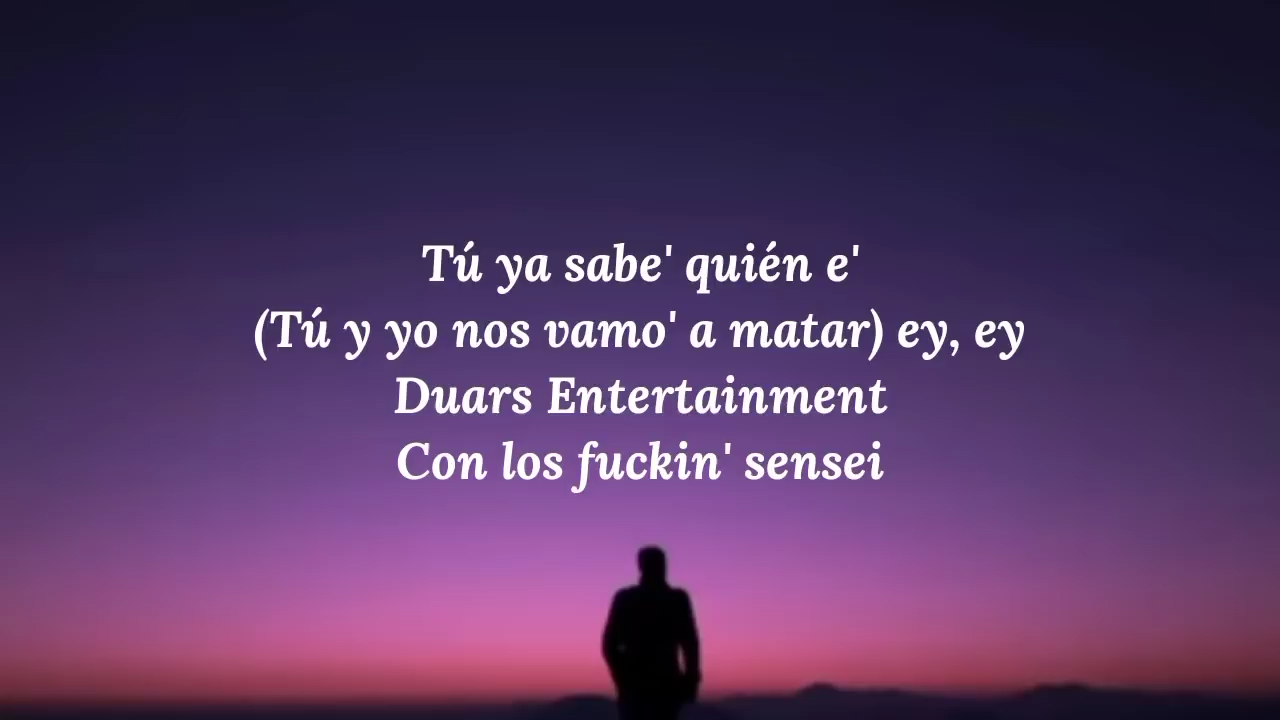 Tú ya sabe' quién e'
(Tú y yo nos vamo' a matar) ey, ey
Duars Entertainment
Con los fuckin' sensei